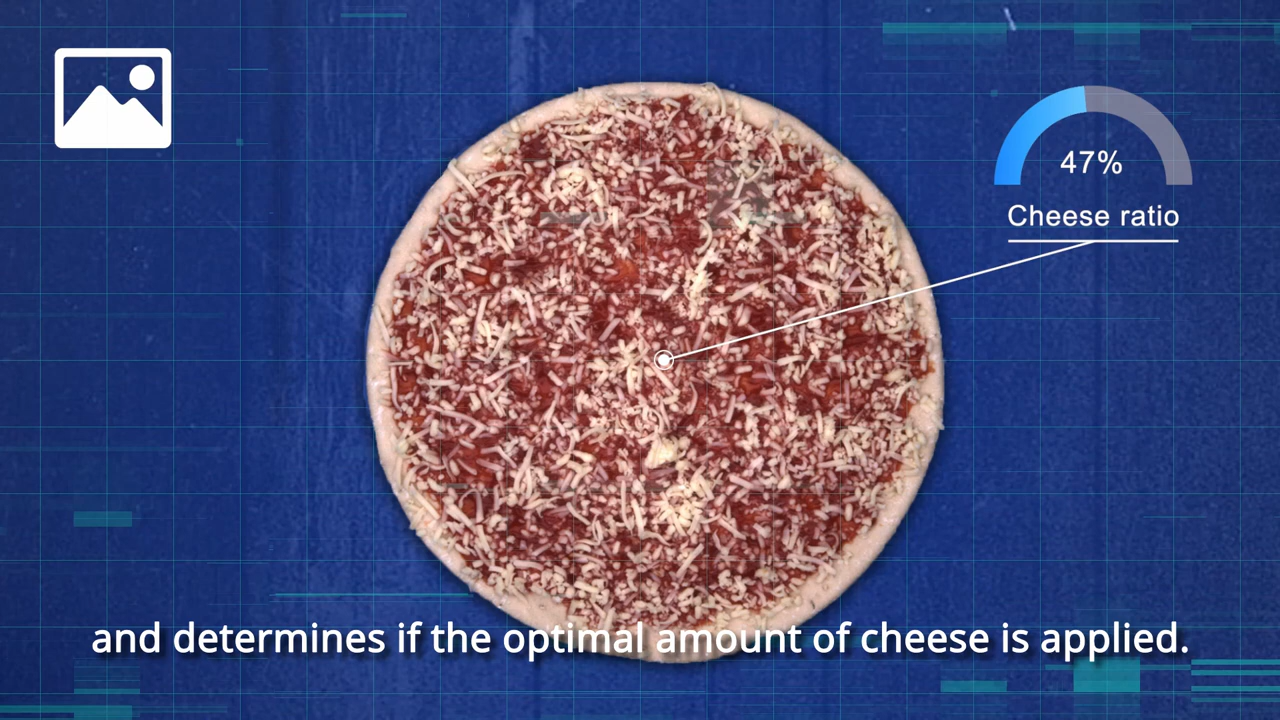 47%
Cheese ratio
and determines if the optimal amount of cheese is applied.